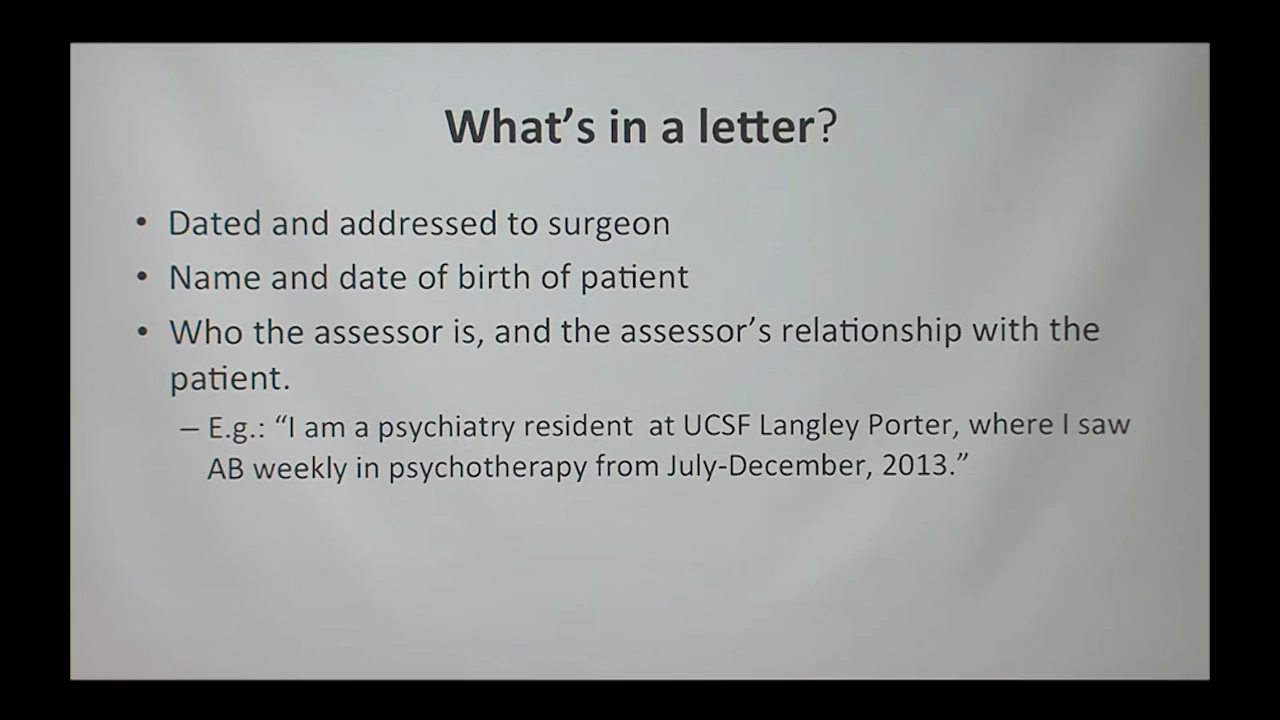 What's in a letter?
• Dated and addressed to surgeon
• Name and date of birth of patient
• Who the assessor is, and the assessor's relationship with the
patient.
– E.g.: “I am a psychiatry resident  at UCSF Langley Porter, where I saw
AB weekly in psychotherapy from July-December, 2013.”